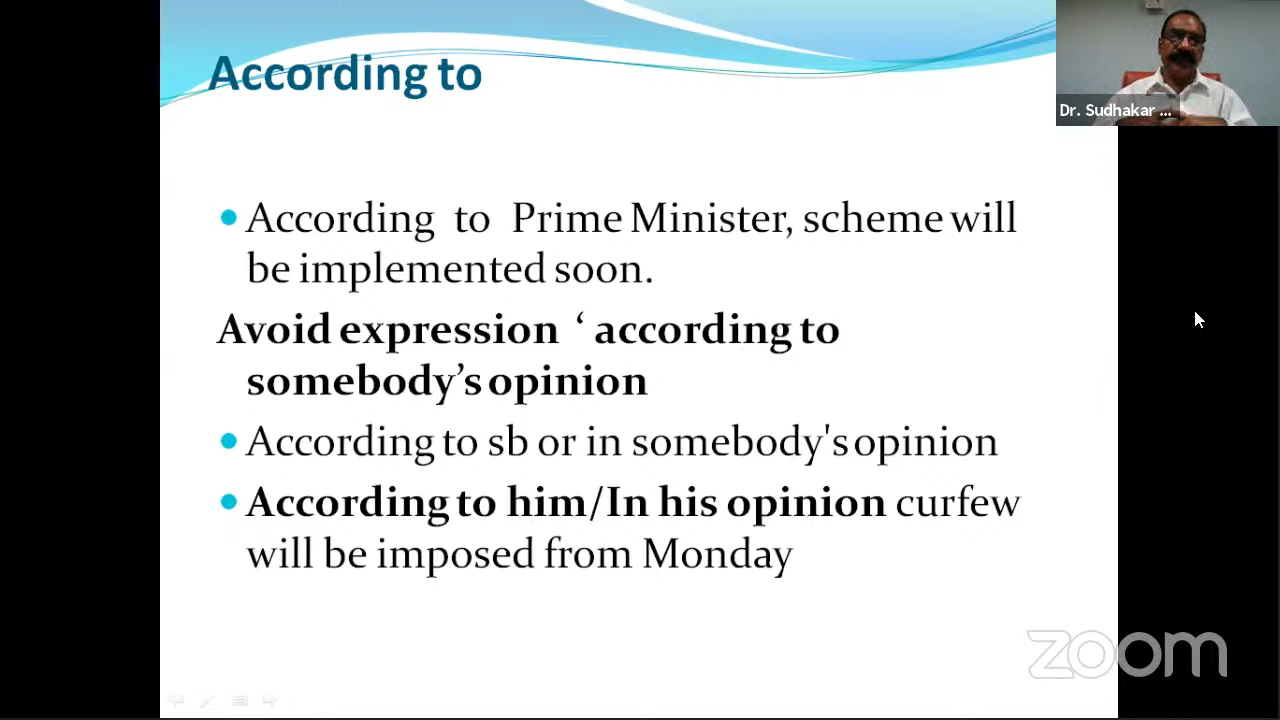 According to
Dr. Sudhakar ...
According to Prime Minister, scheme will
be implemented soon.
Avoid expression ‘ according to
somebody’s opinion
According to sb or in somebody's opinion
According to him/In his opinion curfew
will be imposed from Monday
zoom